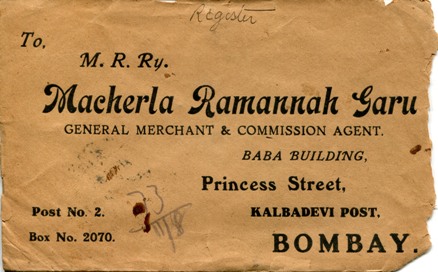 Register
To,
M. R. Ry.
Macherla Ramannah Garu
GENERAL MERCHANT & COMMISSION AGENT.
BABA BUILDING,
Princess Street,
Post No. 2.
KALBADEVI POST.
Box No. 2070.
BOMBAY.